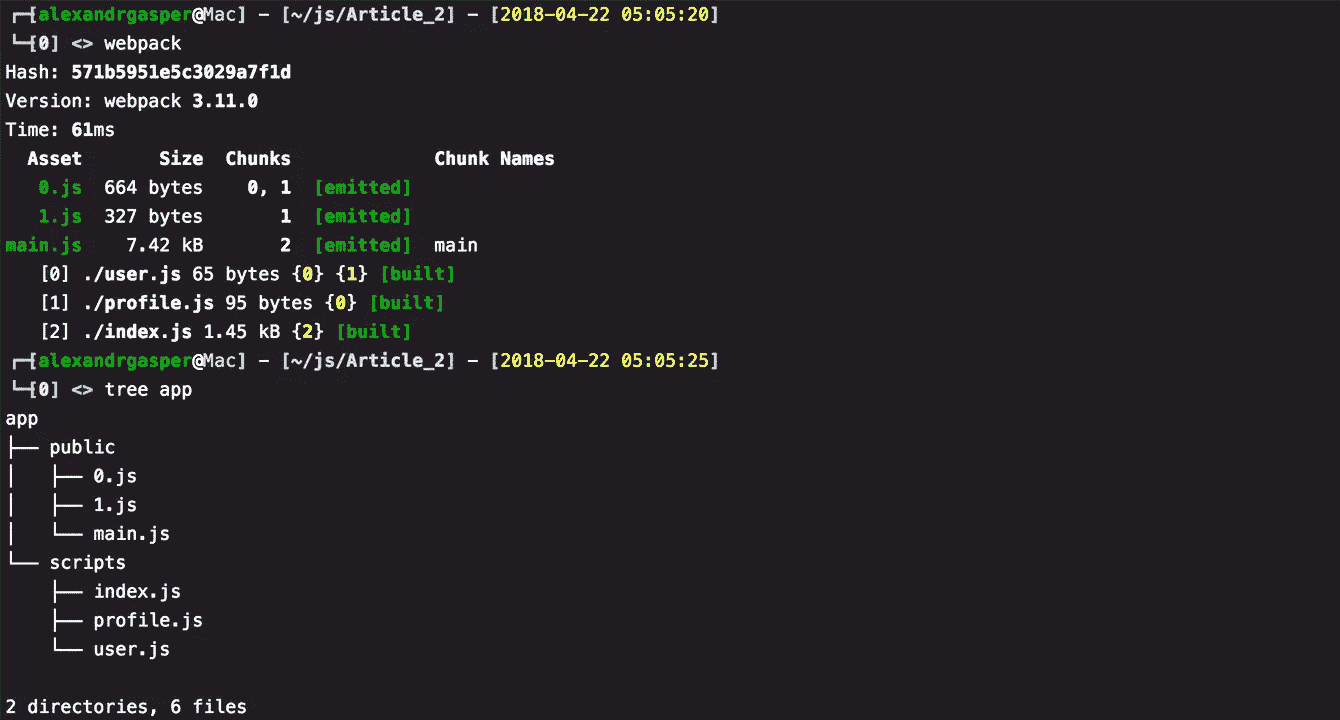 ┌─[alexandrgasper@Mac] - [~/js/Article_2] - [2018-04-22 05:05:20]
└─[0] <> webpack
Hash: 571b5951e5c3029a7f1d
Version: webpack 3.11.0
Time: 61ms
  Asset       Size  Chunks             Chunk Names
   0.js  664 bytes    0, 1  [emitted]
   1.js  327 bytes       1  [emitted]
main.js    7.42 kB       2  [emitted]  main
   [0] ./user.js 65 bytes {0} {1} [built]
   [1] ./profile.js 95 bytes {0} [built]
   [2] ./index.js 1.45 kB {2} [built]
┌─[alexandrgasper@Mac] - [~/js/Article_2] - [2018-04-22 05:05:25]
└─[0] <> tree app
app
├── public
│   ├── 0.js
│   ├── 1.js
│   └── main.js
└── scripts
    ├── index.js
    ├── profile.js
    └── user.js

2 directories, 6 files